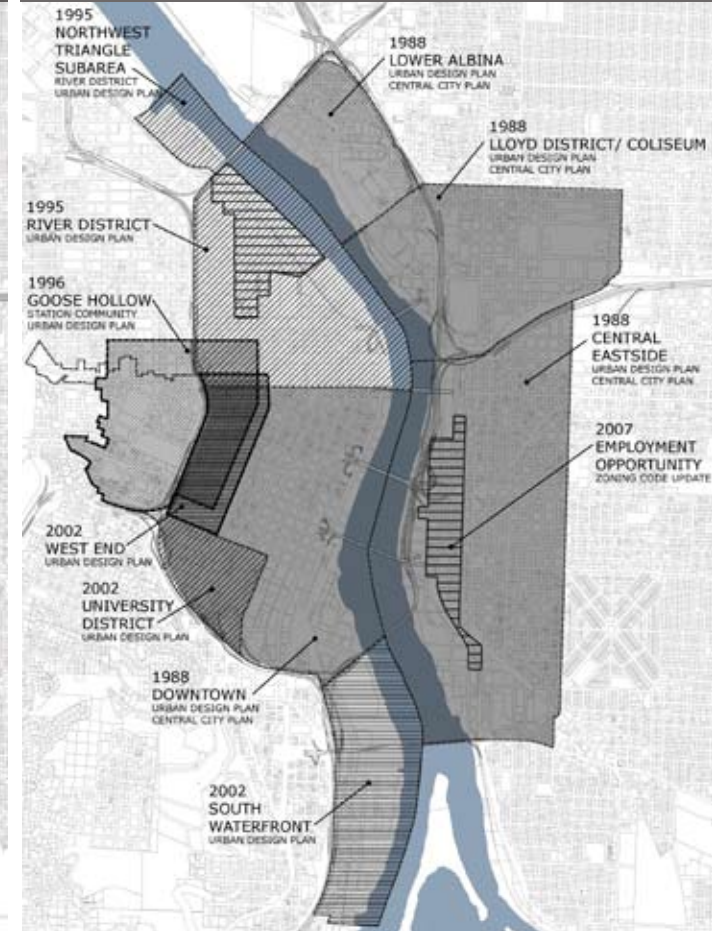 1995
NORTHWEST
TRIANGLE
SUBAREA
RIVER DISTRICT
URBAN DESIGN PLAN
1988
LOWER ALBINA
URBAN DESIGN PLAN
CENTRAL CITY PLAN
1988
LLOYD DISTRICT/ COLISEUM
URBAN DESIGN PLAN
CENTRAL CITY PLAN
1995
RIVER DISTRICT
URBAN DESIGN PLAN
1996
GOOSE HOLLOW
STATION COMMUNITY
URBAN DESIGN PLAN
1988
CENTRAL
EASTSIDE
URBAN DESIGN PLAN
CENTRAL CITY PLAN
2007
EMPLOYMENT
OPPORTUNITY
ZONING CODE UPDATE
2002
WEST END
URBAN DESIGN PLAN
2002
UNIVERSITY
DISTRICT
URBAN DESIGN PLAN
1988
DOWNTOWN
URBAN DESIGN PLAN
CENTRAL CITY PLAN
2002
SOUTH
WATERFRONT
URBAN DESIGN PLAN